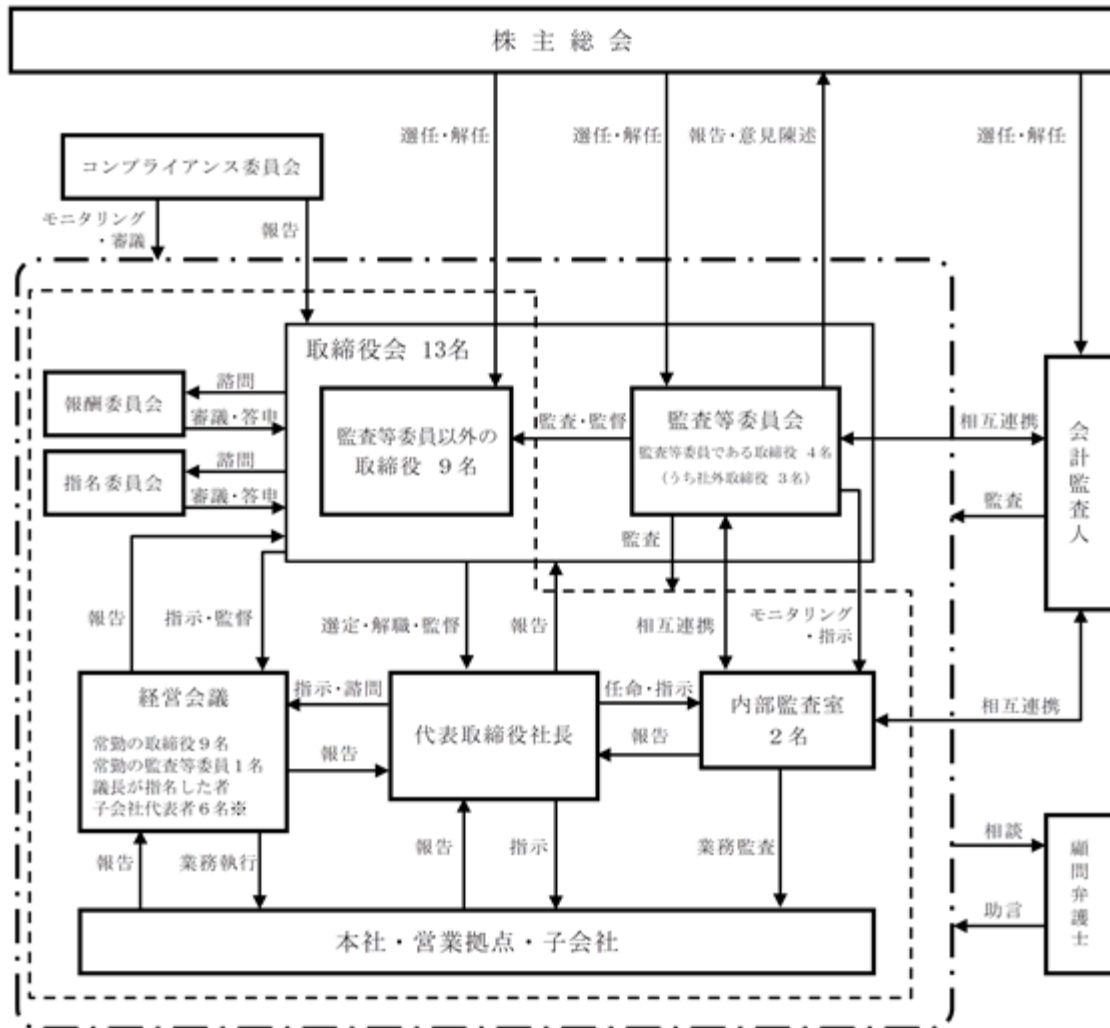 株 主 総 会
選任・解任
選任・解任
報告・意見陳述
選任・解任
コンプライアンス委員会
モニタリング
・審議
報告
取締役会 13名
報酬委員会
諮問
審議・答申
指名委員会
諮問
審議・答申
監査等委員以外の
取締役 9名
監査・監督
監査等委員会
監査等委員である取締役 4名
(うち社外取締役 3名)
相互連携
監査
会計監査人
監査
報告
指示・監督
選定・解職・監督
報告
相互連携
モニタリング
・指示
経営会議
常勤の取締役9名
常勤の監査等委員1名
議長が指名した者
子会社代表者6名※
指示・諮問
報告
代表取締役社長
任命・指示
報告
内部監査室
2名
相互連携
報告
業務執行
報告
指示
業務監査
相談
助言
顧問弁護士
本社・営業拠点・子会社